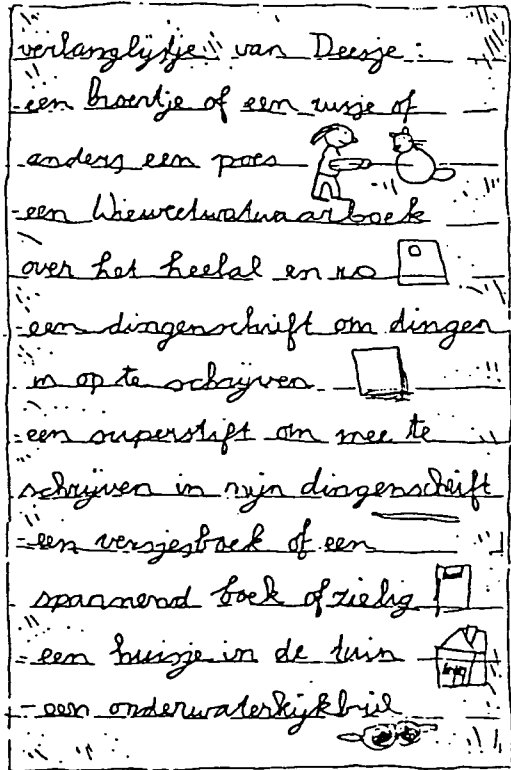 verlanglijstje van Deesje:
-een broertje of een zusje of
anders een poes
-een Wieweetwatwaarboek
over het heelal en zo
-een dingenschrift om dingen
in op te schrijven
-een superstift om mee te
schrijven in mijn dingenschrift
-een versjesboek of een
spannend boek of zielig
-een huisje in de tuin
-een onderwaterkijkbril